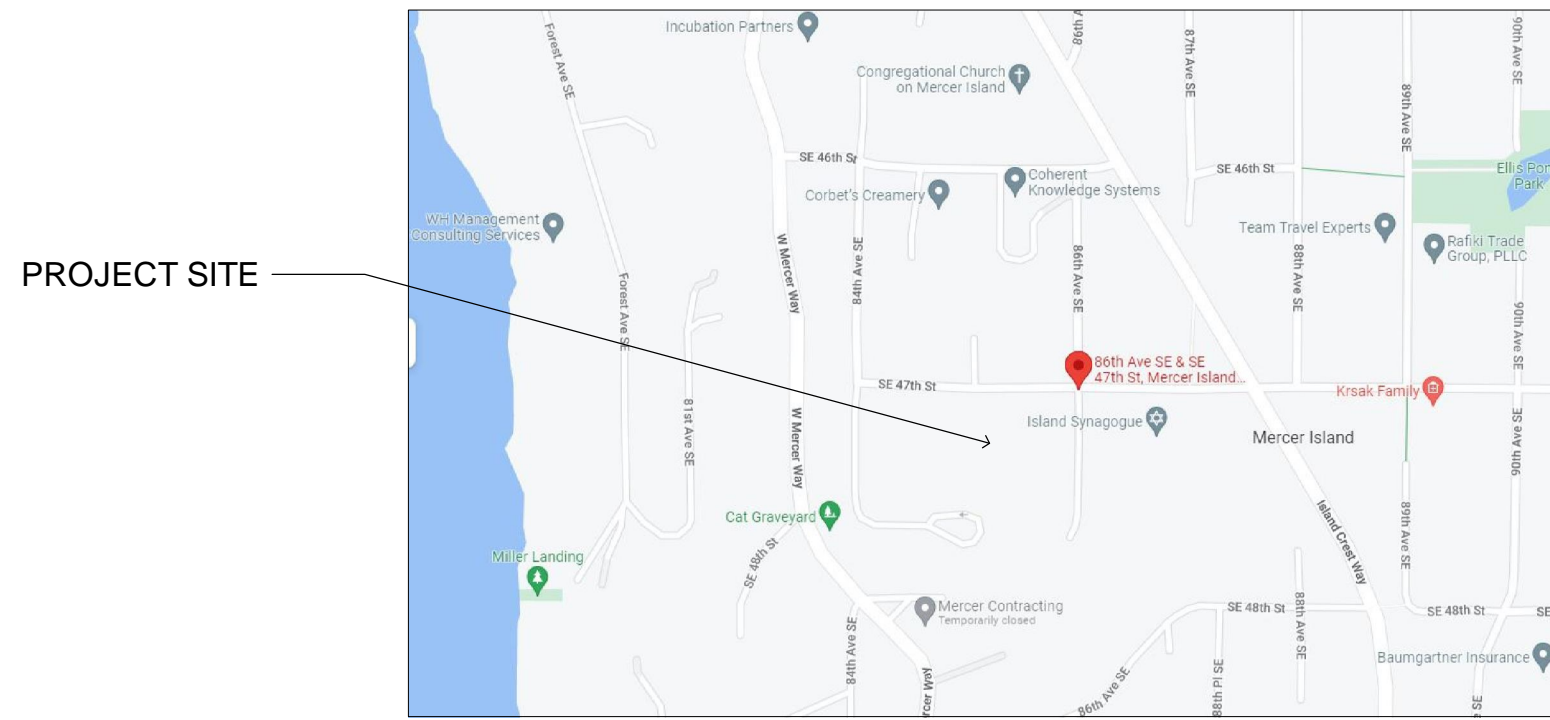 PROJECT SITE
Incubation Partners
Forest Ave SE
86th A
87th Ave SE
90th Ave SE
Congregational Church
on Mercer Island
89th Ave SE
SE 46th St
SE 46th St
Coherent
Knowledge Systems
Corbet's Creamery
Ellis Pon
Park
WH Management
Consulting Services
Team Travel Experts
Rafiki Trade
Group, PLLC
W Mercer Way
84th Ave SE
86th Ave SE
88th Ave SE
Forest Ave SE
90th Ave SE
86th Ave SE & SE
47th St, Mercer Island...
SE 47th St
Krsak Family
81st Ave SE
W Mercer Way
Island Synagogue
Mercer Island
90th Ave SE
Cat Graveyard
Island Crest Way
89th Ave SE
SE 48th St
Miller Landing
Mercer Contracting
Temporarily closed
SE 48th St
88th Ave SE
SE 48th St
SE
84th Ave SE
Baumgartner Insurance
ercer Way
86th Ave SE
88th Pl SE
SE